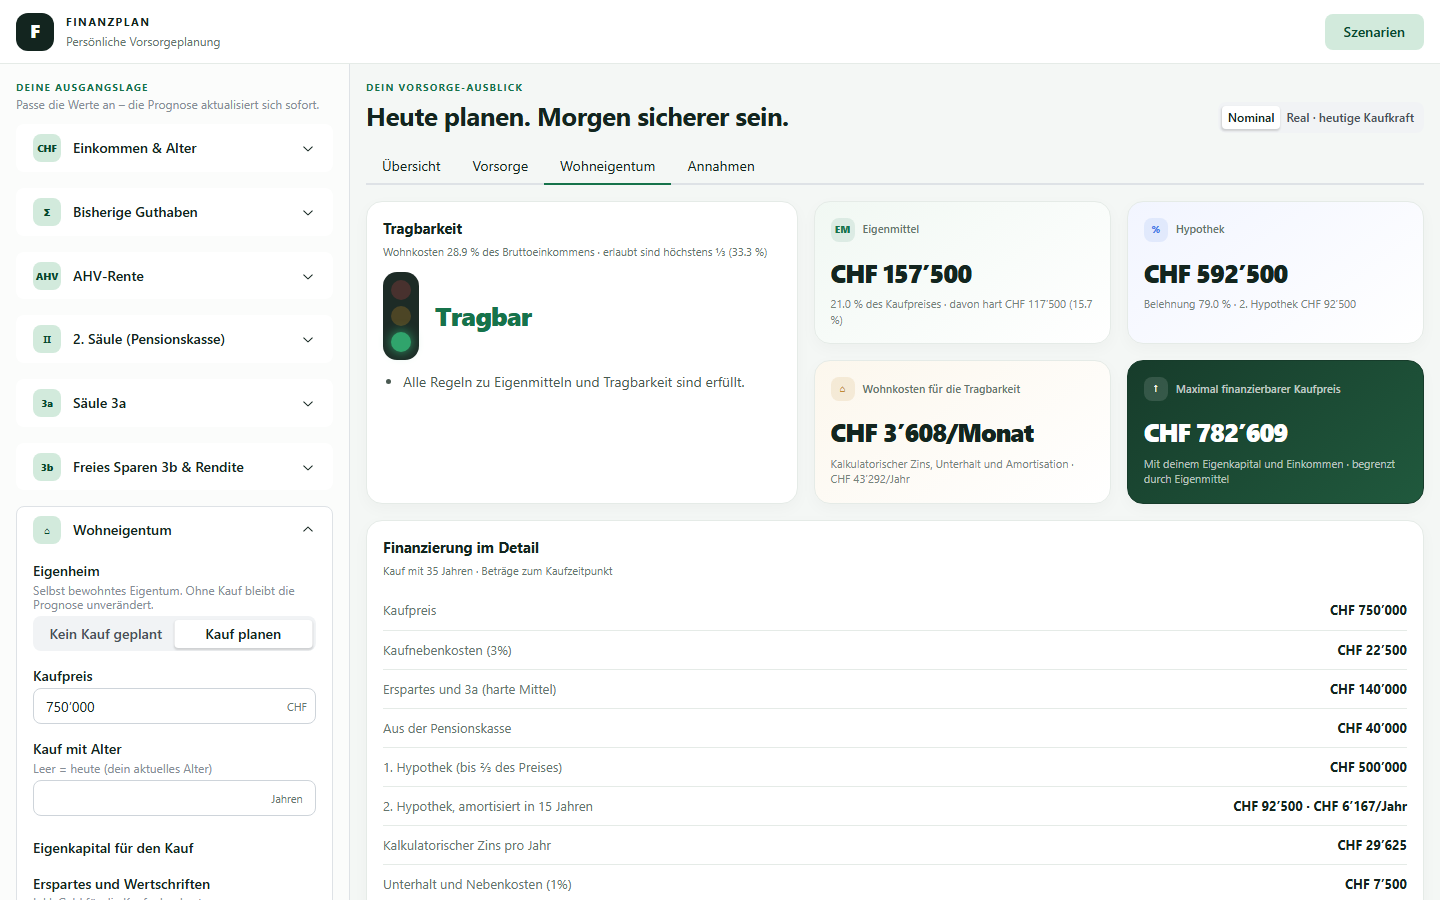 F
FINANZPLAN
Persönliche Vorsorgeplanung
Szenarien
DEINE AUSGANGSLAGE
Passe die Werte an – die Prognose aktualisiert sich sofort.
CHF Einkommen & Alter
Σ Bisherige Guthaben
AHV AHV-Rente
II 2. Säule (Pensionskasse)
3a Säule 3a
3b Freies Sparen 3b & Rendite
⌂ Wohneigentum
Eigenheim
Selbst bewohntes Eigentum. Ohne Kauf bleibt die
Prognose unverändert.
Kein Kauf geplant Kauf planen
Kaufpreis
750’000 CHF
Kauf mit Alter
Leer = heute (dein aktuelles Alter)
Jahren
Eigenkapital für den Kauf
Erspartes und Wertschriften
DEIN VORSORGE-AUSBLICK
Heute planen. Morgen sicherer sein.
Nominal Real · heutige Kaufkraft
Übersicht Vorsorge Wohneigentum Annahmen
Tragbarkeit
Wohnkosten 28.9 % des Bruttoeinkommens · erlaubt sind höchstens ⅓ (33.3 %)
Tragbar
• Alle Regeln zu Eigenmitteln und Tragbarkeit sind erfüllt.
EM Eigenmittel
CHF 157’500
21.0 % des Kaufpreises · davon hart CHF 117’500 (15.7
%)
% Hypothek
CHF 592’500
Belehnung 79.0 % · 2. Hypothek CHF 92’500
⌂ Wohnkosten für die Tragbarkeit
CHF 3’608/Monat
Kalkulatorischer Zins, Unterhalt und Amortisation ·
CHF 43’292/Jahr
↑ Maximal finanzierbarer Kaufpreis
CHF 782’609
Mit deinem Eigenkapital und Einkommen · begrenzt
durch Eigenmittel
Finanzierung im Detail
Kauf mit 35 Jahren · Beträge zum Kaufzeitpunkt
Kaufpreis CHF 750’000
Kaufnebenkosten (3%) CHF 22’500
Erspartes und 3a (harte Mittel) CHF 140’000
Aus der Pensionskasse CHF 40’000
1. Hypothek (bis ⅔ des Preises) CHF 500’000
2. Hypothek, amortisiert in 15 Jahren CHF 92’500 · CHF 6’167/Jahr
Kalkulatorischer Zins pro Jahr CHF 29’625
Unterhalt und Nebenkosten (1%) CHF 7’500